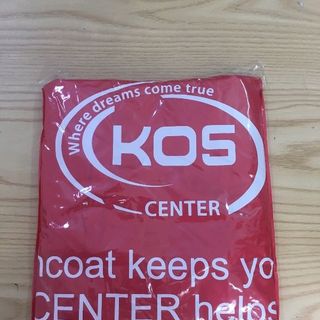 Where dreams come true
KOS
CENTER
ncoat keeps yo
CENTER helps